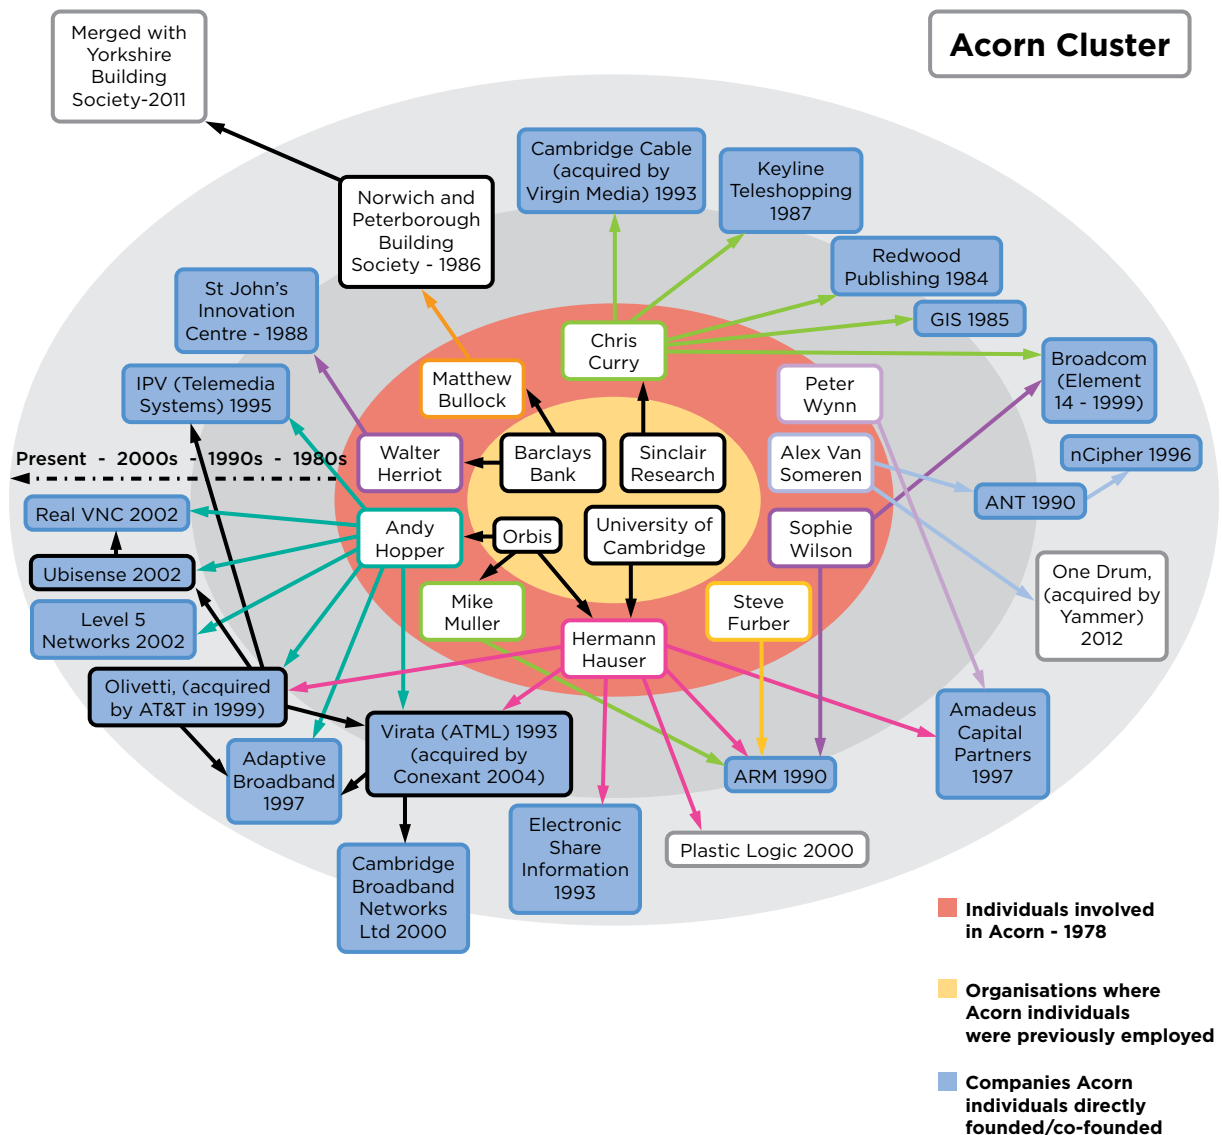 Acorn Cluster
Merged with
Yorkshire
Building
Society-2011
Norwich and
Peterborough
Building
Society - 1986
Cambridge Cable
(acquired by
Virgin Media) 1993
Keyline
Teleshopping
1987
Redwood
Publishing 1984
GIS 1985
Broadcom
(Element
14 - 1999)
St John’s
Innovation
Centre - 1988
IPV (Telemedia
Systems) 1995
Chris
Curry
Matthew
Bullock
Peter
Wynn
Walter
Herriot
Barclays
Bank
Sinclair
Research
Alex Van
Someren
nCipher 1996
ANT 1990
Present - 2000s - 1990s - 1980s
Real VNC 2002
Andy
Hopper
Orbis
University of
Cambridge
Sophie
Wilson
Ubisense 2002
Level 5
Networks 2002
Mike
Muller
Hermann
Hauser
Steve
Furber
One Drum,
(acquired by
Yammer)
2012
Olivetti, (acquired
by AT&T in 1999)
Virata (ATML) 1993
(acquired by
Conexant 2004)
Adaptive
Broadband
1997
ARM 1990
Amadeus
Capital
Partners
1997
Electronic
Share
Information
1993
Plastic Logic 2000
Cambridge
Broadband
Networks
Ltd 2000
Individuals involved
in Acorn - 1978
Organisations where
Acorn individuals
were previously employed
Companies Acorn
individuals directly
founded/co-founded